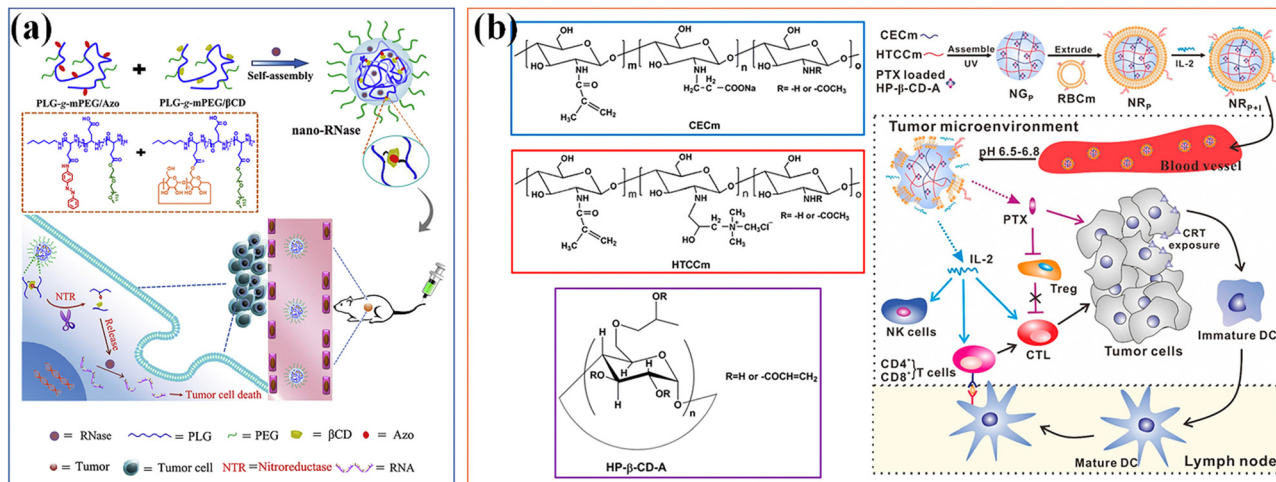 (a)
PLG-g-mPEG/Azo
+
PLG-g-mPEG/βCD
Self-assembly
nano-RNase
+
NTR
Release
Tumor cell death
= RNase
= PLG
= PEG
= βCD
= Azo
= Tumor
= Tumor cell
NTR = Nitroreductase
= RNA
(b)
CECm
HTCCm
PTX loaded
HP-β-CD-A
Assemble
UV
NGP
Extrude
RBCm
NRP
IL-2
NRP+I
R= -H or -COCH3
COONa
CECm
R= -H or -COCH3
HTCCm
R=H or -COCH=CH2
HP-β-CD-A
Tumor microenvironment
pH 6.5-6.8
Blood vessel
PTX
CRT
exposure
IL-2
Treg
NK cells
CTL
Tumor cells
Immature DC
CD4+
CD8+
}T cells
Mature DC
Lymph node